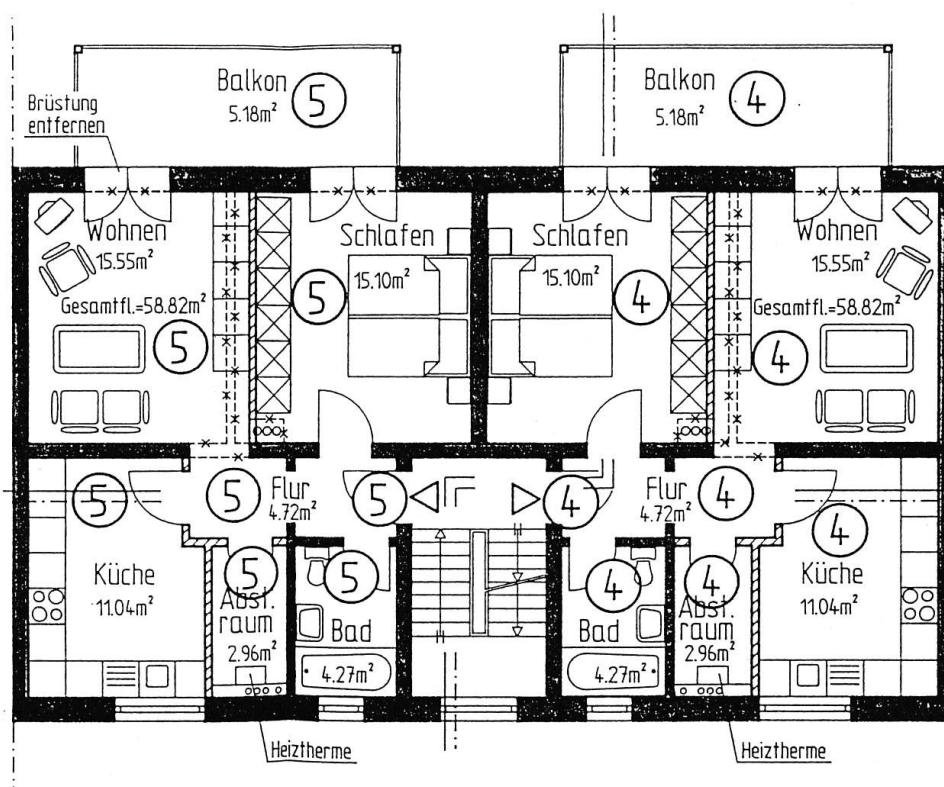 Balkon
5.18m²
5
Balkon
5.18m²
4
Brüstung
entfernen
Wohnen
15.55m²
Gesamtfl.=58.82m²
5
Schlafen
15.10m²
5
Schlafen
15.10m²
4
Wohnen
15.55m²
Gesamtfl.=58.82m²
4
5
5
Flur
4.72m²
5
4
Flur
4.72m²
4
4
Küche
11.04m²
5
Abst.
raum
2.96m²
5
Bad
4.27m²
4
Bad
4.27m²
4
Abst.
raum
2.96m²
Küche
11.04m²
Heiztherme
Heiztherme